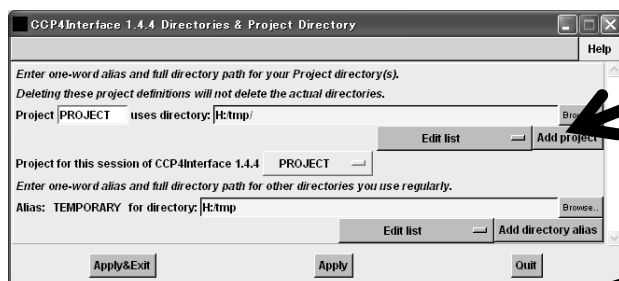 CCP4Interface 1.4.4 Directories & Project Directory
Help
Enter one-word alias and full directory path for your Project directory(s).
Deleting these project definitions will not delete the actual directories.
Project PROJECT uses directory: H:/tmp/
Edit list Add project
Project for this session of CCP4Interface 1.4.4 PROJECT
Enter one-word alias and full directory path for other directories you use regularly.
Alias: TEMPORARY for directory: H:/tmp Browse..
Edit list Add directory alias
Apply&Exit Apply Quit